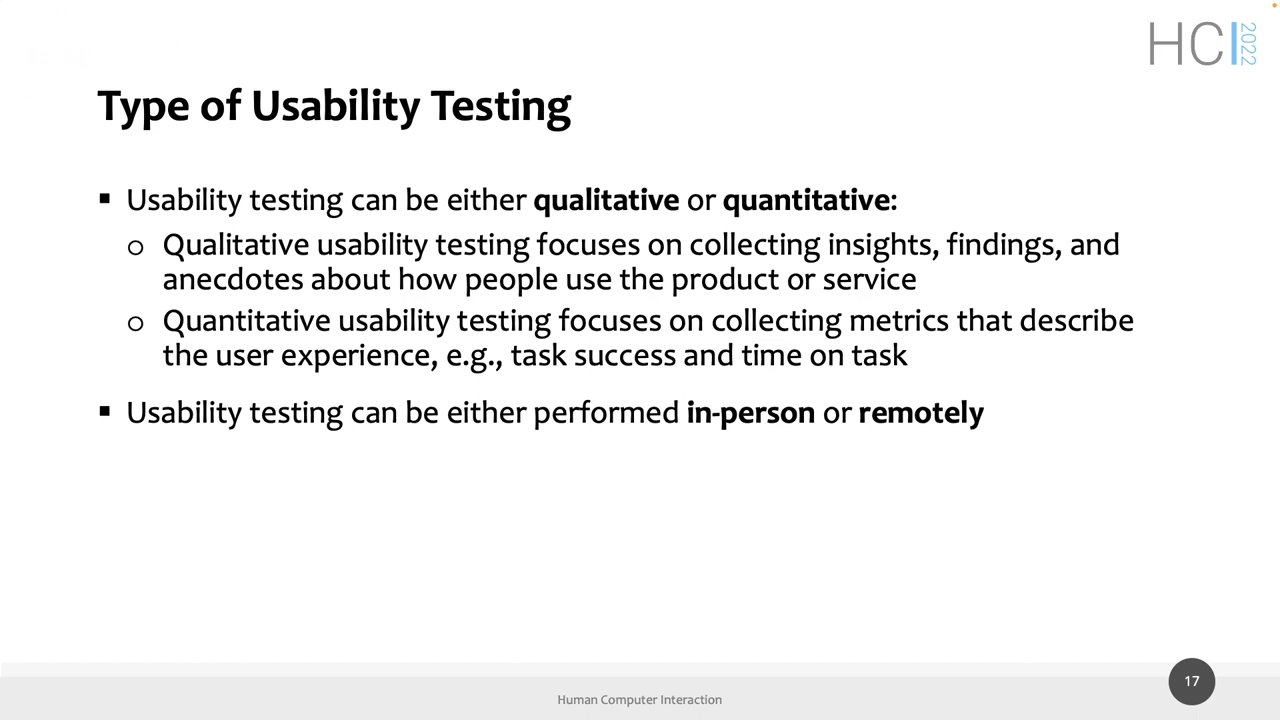 HCI 2022
Type of Usability Testing
▪ Usability testing can be either qualitative or quantitative:
o Qualitative usability testing focuses on collecting insights, findings, and
anecdotes about how people use the product or service
o Quantitative usability testing focuses on collecting metrics that describe
the user experience, e.g., task success and time on task
▪ Usability testing can be either performed in-person or remotely
17
Human Computer Interaction